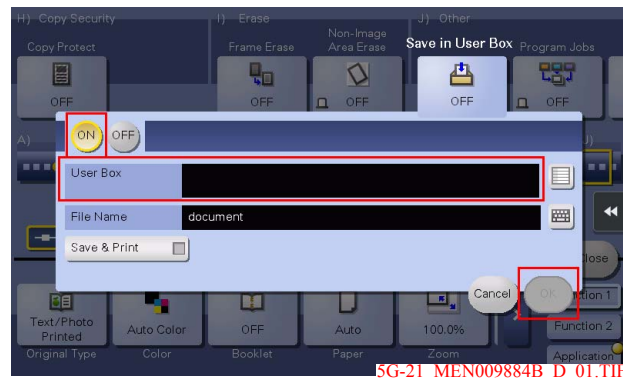 H) Copy Security
I) Erase
J) Other
Copy Protect
Frame Erase
Non-Image
Area Erase
Save in User Box
Program Jobs
OFF
OFF
OFF
OFF
OFF
A)
ON
OFF
J)
User Box
File Name
document
Save & Print
Close
Cancel
OK
Function 1
Text/Photo
Printed
Auto Color
OFF
Auto
100.0%
Function 2
Original Type
Color
Booklet
Paper
Zoom
Application
5G-21 MEN009884B_D_01.TIF